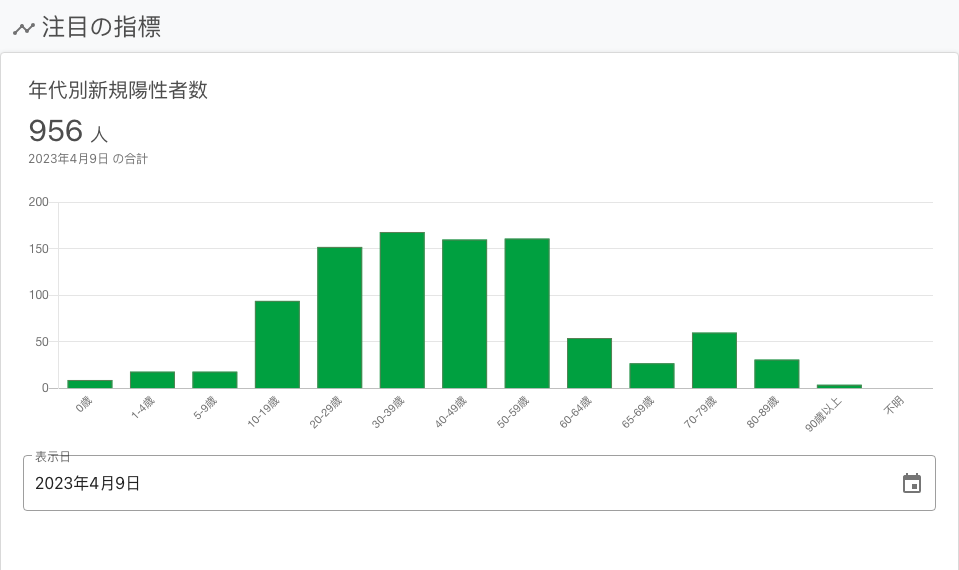 注目の指標
年代別新規陽性者数
956 人
2023年4月9日 の合計
200
150
100
50
0
0歳
1-4歳
5-9歳
10-19歳
20-29歳
30-39歳
40-49歳
50-59歳
60-64歳
65-69歳
70-79歳
80-89歳
90歳以上
不明
表示日
2023年4月9日